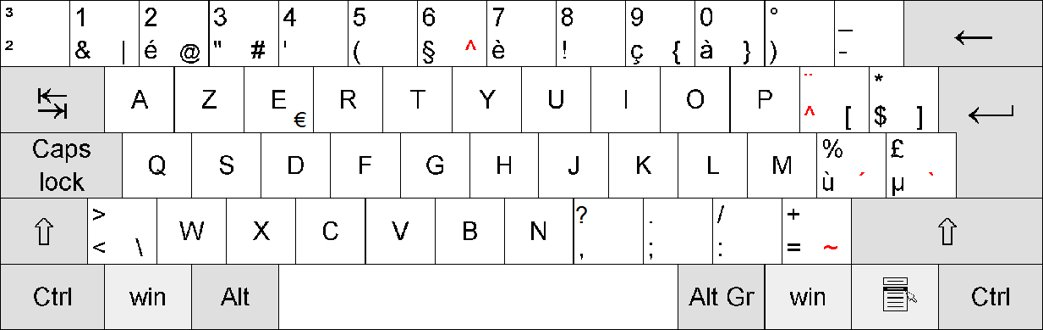 ³ 1 2 3 4 5 6 7 8 9 0 ° _
² & | é @ " # ' ( § ^ è ! ç { à } ) -
A Z E € R T Y U I O P ¨ ^ [ * $ ]
Caps lock Q S D F G H J K L M % ù ´ £ µ `
> < \ W X C V B N ? , . ; / : + = ~
Ctrl win Alt Alt Gr win Ctrl